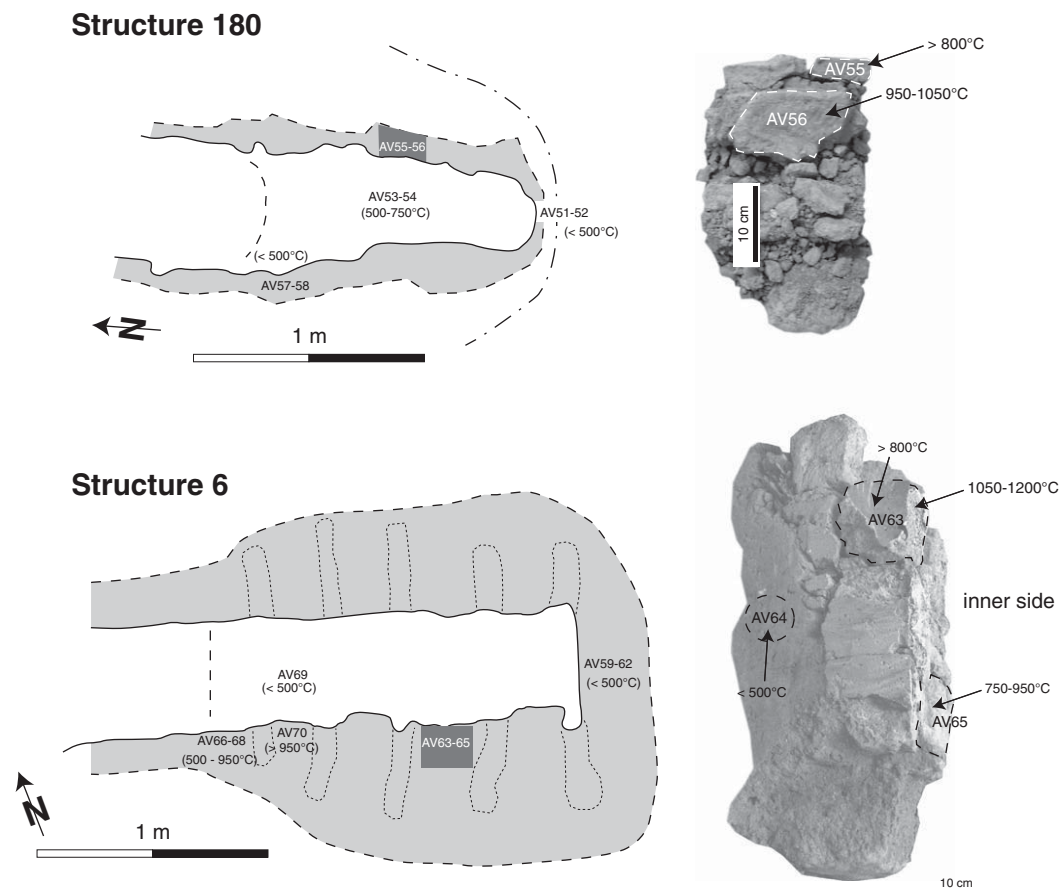 Structure 180
AV55-56
AV53-54
(500-750°C)
AV51-52
(< 500°C)
(< 500°C)
AV57-58
N
1 m
> 800°C
AV55
950-1050°C
AV56
10 cm
Structure 6
AV59-62
(< 500°C)
AV69
(< 500°C)
AV66-68
(500 - 950°C)
AV70
(> 950°C)
AV63-65
N
1 m
> 800°C
1050-1200°C
AV63
inner side
AV64
< 500°C
750-950°C
AV65
10 cm